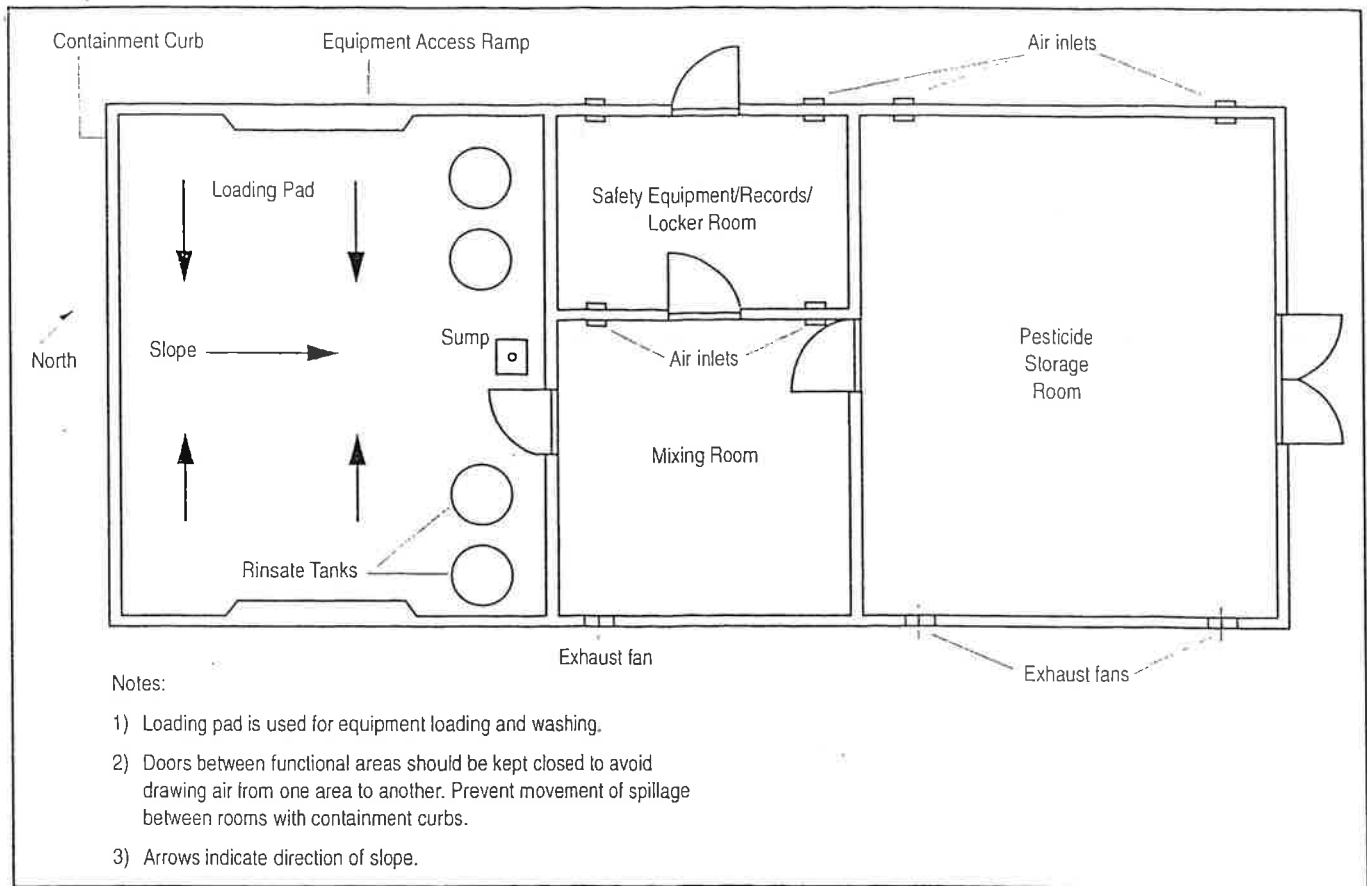 Containment Curb
Equipment Access Ramp
Air inlets
Loading Pad
Safety Equipment/Records/
Locker Room
North
Slope
Sump
Air inlets
Pesticide
Storage
Room
Mixing Room
Rinsate Tanks
Exhaust fan
Exhaust fans
Notes:
1) Loading pad is used for equipment loading and washing.
2) Doors between functional areas should be kept closed to avoid
drawing air from one area to another. Prevent movement of spillage
between rooms with containment curbs.
3) Arrows indicate direction of slope.